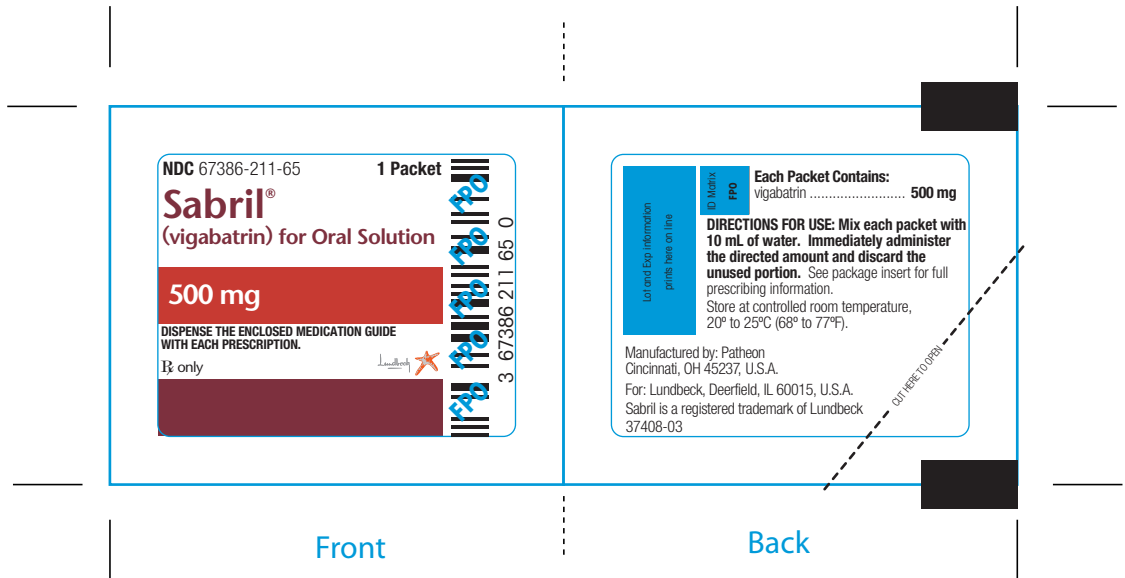 NDC 67386-211-65 1 Packet
Sabril®
(vigabatrin) for Oral Solution
500 mg
DISPENSE THE ENCLOSED MEDICATION GUIDE
WITH EACH PRESCRIPTION.
℞ only
Lundbeck
FPO
FPO
FPO
FPO
FPO
3 67386 211 65 0
Lot and Exp information
prints here on line
ID Matrix
FPO
Each Packet Contains:
vigabatrin ......................... 500 mg
DIRECTIONS FOR USE: Mix each packet with
10 mL of water. Immediately administer
the directed amount and discard the
unused portion. See package insert for full
prescribing information.
Store at controlled room temperature,
20º to 25ºC (68º to 77ºF).
Manufactured by: Patheon
Cincinnati, OH 45237, U.S.A.
For: Lundbeck, Deerfield, IL 60015, U.S.A.
Sabril is a registered trademark of Lundbeck
37408-03
CUT HERE TO OPEN
Front
Back